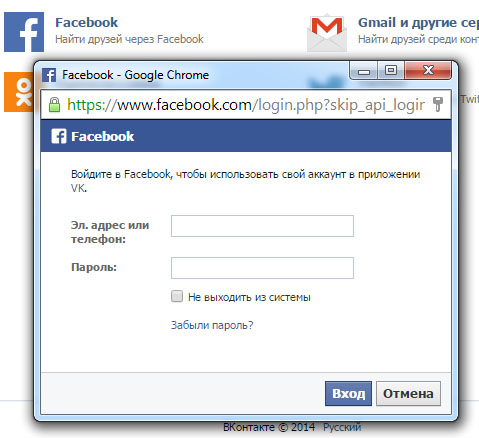 Facebook
Найти друзей через Facebook
Gmail и другие сер
Найти друзей среди конт
Facebook - Google Chrome
https://www.facebook.com/login.php?skip_api_login
Twit
Facebook
Войдите в Facebook, чтобы использовать свой аккаунт в приложении
VK.
Эл. адрес или
телефон:
Пароль:
Не выходить из системы
Забыли пароль?
Вход
Отмена
ВКонтакте © 2014 Русский